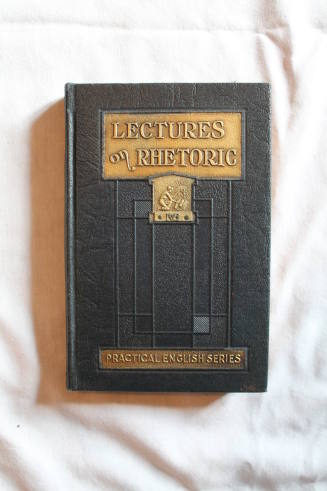 LECTURES
on RHETORIC
PRACTICAL ENGLISH SERIES